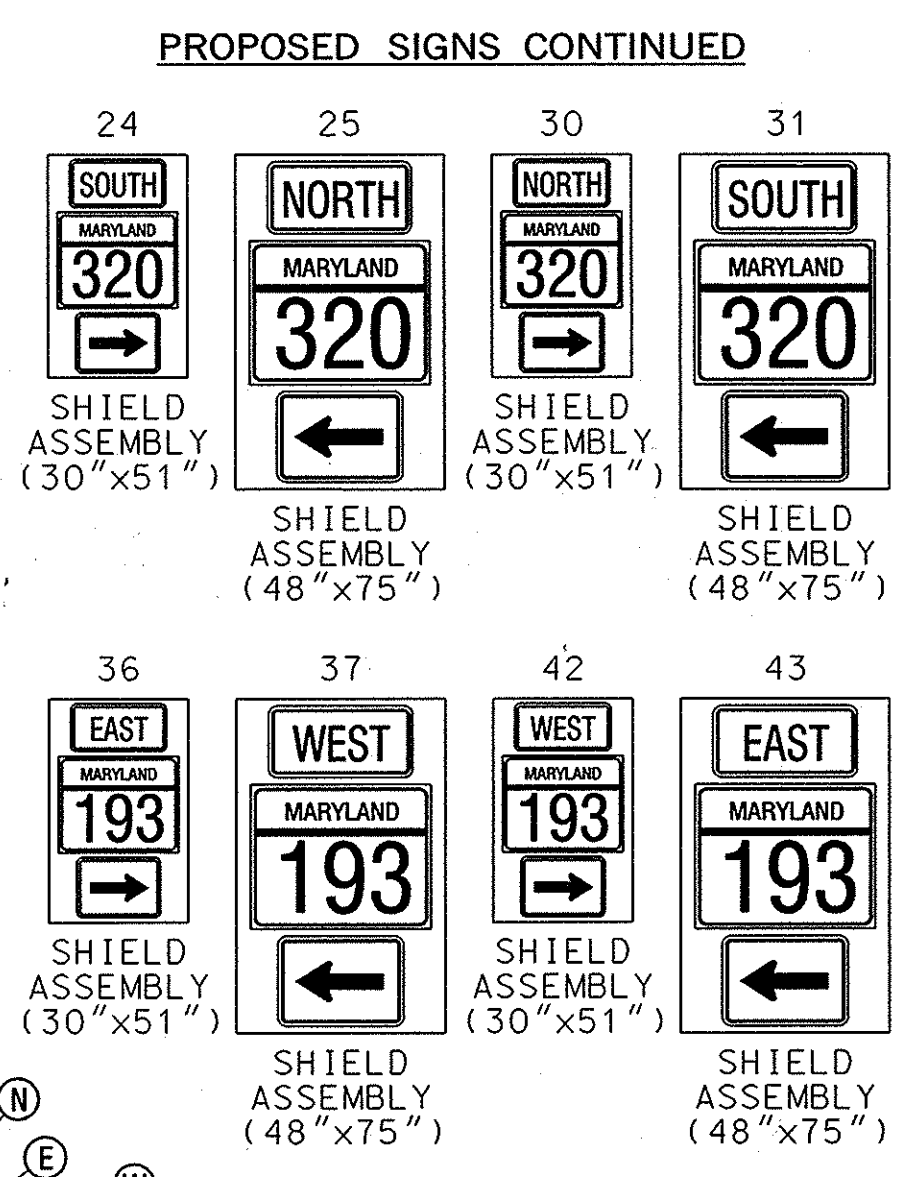 PROPOSED SIGNS CONTINUED
24
SOUTH
MARYLAND
320
SHIELD
ASSEMBLY
(30"x51")
25
NORTH
MARYLAND
320
SHIELD
ASSEMBLY
(48"x75")
30
NORTH
MARYLAND
320
SHIELD
ASSEMBLY
(30"x51")
31
SOUTH
MARYLAND
320
SHIELD
ASSEMBLY
(48"x75")
36
EAST
MARYLAND
193
SHIELD
ASSEMBLY
(30"x51")
37
WEST
MARYLAND
193
SHIELD
ASSEMBLY
(48"x75")
42
WEST
MARYLAND
193
SHIELD
ASSEMBLY
(30"x51")
43
EAST
MARYLAND
193
SHIELD
ASSEMBLY
(48"x75")
N
E